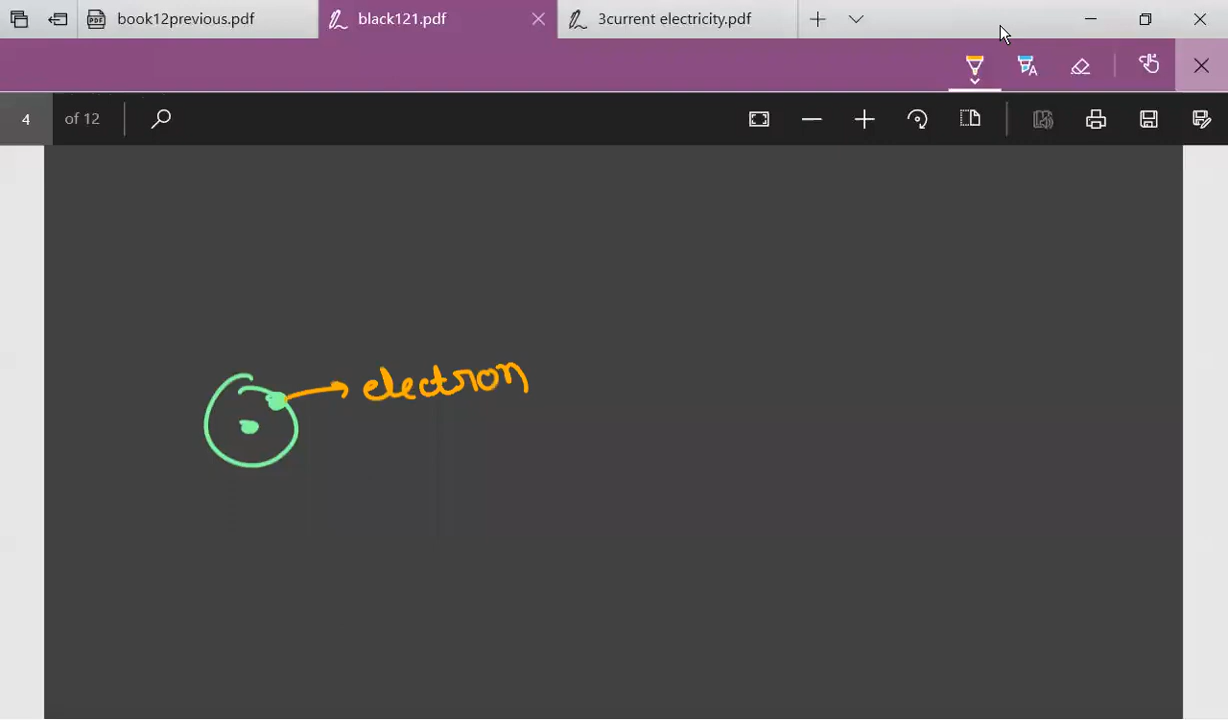 book12previous.pdf
black121.pdf
3current electricity.pdf
4 of 12
electron